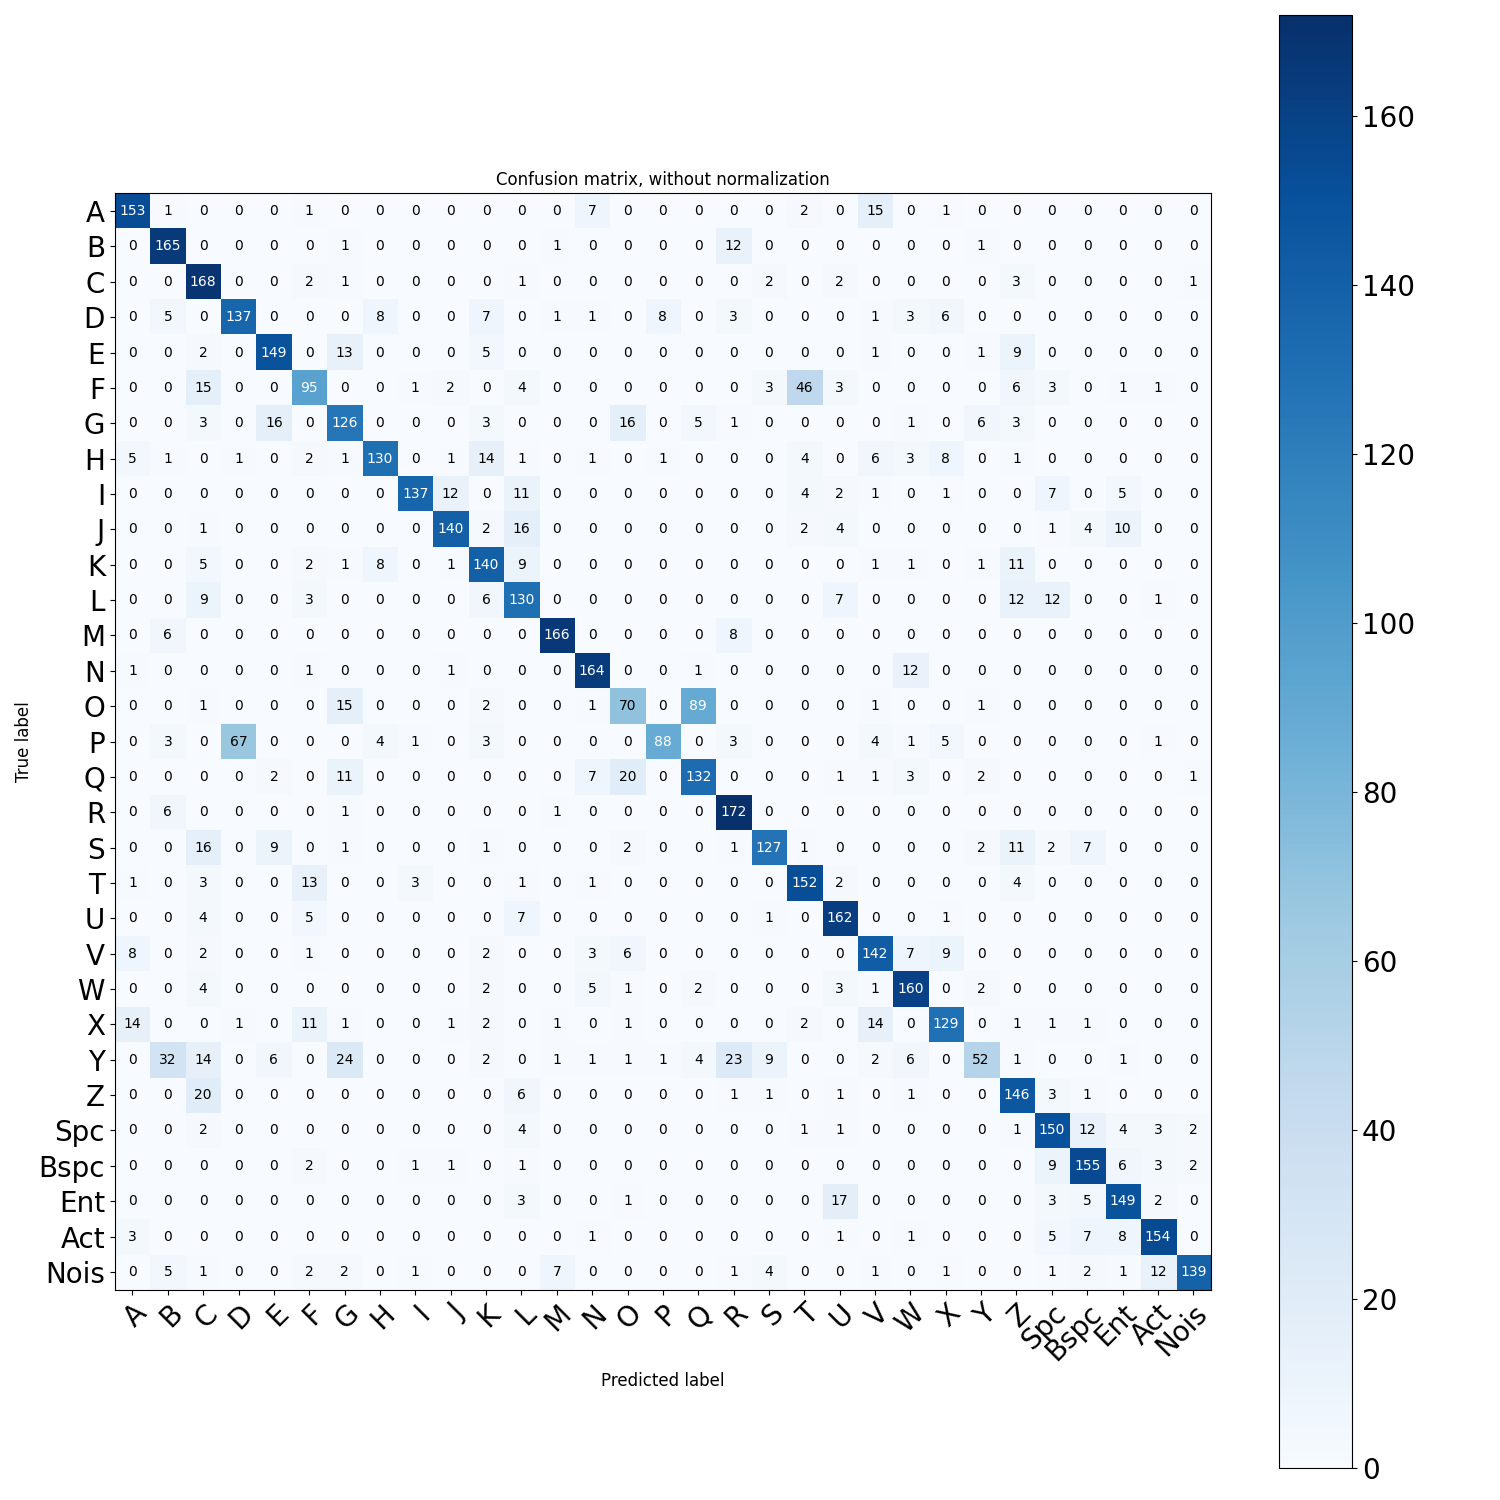 Confusion matrix, without normalization
A 153 1 0 0 0 1 0 0 0 0 0 0 0 7 0 0 0 0 0 2 0 15 0 1 0 0 0 0 0 0 0
B 0 165 0 0 0 0 1 0 0 0 0 0 1 0 0 0 0 12 0 0 0 0 0 0 1 0 0 0 0 0 0
C 0 0 168 0 0 2 1 0 0 0 0 1 0 0 0 0 0 0 2 0 2 0 0 0 0 3 0 0 0 0 1
D 0 5 0 137 0 0 0 8 0 0 7 0 1 1 0 8 0 3 0 0 0 1 3 6 0 0 0 0 0 0 0
E 0 0 2 0 149 0 13 0 0 0 5 0 0 0 0 0 0 0 0 0 0 1 0 0 1 9 0 0 0 0 0
F 0 0 15 0 0 95 0 0 1 2 0 4 0 0 0 0 0 0 3 46 3 0 0 0 0 6 3 0 1 1 0
G 0 0 3 0 16 0 126 0 0 0 3 0 0 0 16 0 5 1 0 0 0 0 1 0 6 3 0 0 0 0 0
H 5 1 0 1 0 2 1 130 0 1 14 1 0 1 0 1 0 0 0 4 0 6 3 8 0 1 0 0 0 0 0
I 0 0 0 0 0 0 0 0 137 12 0 11 0 0 0 0 0 0 0 4 2 1 0 1 0 0 7 0 5 0 0
J 0 0 1 0 0 0 0 0 0 140 2 16 0 0 0 0 0 0 0 2 4 0 0 0 0 0 1 4 10 0 0
K 0 0 5 0 0 2 1 8 0 1 140 9 0 0 0 0 0 0 0 0 0 1 1 0 1 11 0 0 0 0 0
L 0 0 9 0 0 3 0 0 0 0 6 130 0 0 0 0 0 0 0 0 7 0 0 0 0 12 12 0 0 1 0
M 0 6 0 0 0 0 0 0 0 0 0 0 166 0 0 0 0 8 0 0 0 0 0 0 0 0 0 0 0 0 0
N 1 0 0 0 0 1 0 0 0 1 0 0 0 164 0 0 1 0 0 0 0 0 12 0 0 0 0 0 0 0 0
O 0 0 1 0 0 0 15 0 0 0 2 0 0 1 70 0 89 0 0 0 0 1 0 0 1 0 0 0 0 0 0
P 0 3 0 67 0 0 0 4 1 0 3 0 0 0 0 88 0 3 0 0 0 4 1 5 0 0 0 0 0 1 0
Q 0 0 0 0 2 0 11 0 0 0 0 0 0 7 20 0 132 0 0 0 1 1 3 0 2 0 0 0 0 0 1
R 0 6 0 0 0 0 1 0 0 0 0 0 1 0 0 0 0 172 0 0 0 0 0 0 0 0 0 0 0 0 0
S 0 0 16 0 9 0 1 0 0 0 1 0 0 0 2 0 0 1 127 1 0 0 0 0 2 11 2 7 0 0 0
T 1 0 3 0 0 13 0 0 3 0 0 1 0 1 0 0 0 0 0 152 2 0 0 0 0 4 0 0 0 0 0
U 0 0 4 0 0 5 0 0 0 0 0 7 0 0 0 0 0 0 1 0 162 0 0 1 0 0 0 0 0 0 0
V 8 0 2 0 0 1 0 0 0 0 2 0 0 3 6 0 0 0 0 0 0 142 7 9 0 0 0 0 0 0 0
W 0 0 4 0 0 0 0 0 0 0 2 0 0 5 1 0 2 0 0 0 3 1 160 0 2 0 0 0 0 0 0
X 14 0 0 1 0 11 1 0 0 1 2 0 1 0 1 0 0 0 0 2 0 14 0 129 0 1 1 1 0 0 0
Y 0 32 14 0 6 0 24 0 0 0 2 0 1 1 1 1 4 23 9 0 0 2 6 0 52 1 0 0 1 0 0
Z 0 0 20 0 0 0 0 0 0 0 0 6 0 0 0 0 0 1 1 0 1 0 1 0 0 146 3 1 0 0 0
Spc 0 0 2 0 0 0 0 0 0 0 0 4 0 0 0 0 0 0 0 1 1 0 0 0 0 1 150 12 4 3 2
Bspc 0 0 0 0 0 2 0 0 1 1 0 1 0 0 0 0 0 0 0 0 0 0 0 0 0 0 9 155 6 3 2
Ent 0 0 0 0 0 0 0 0 0 0 0 3 0 0 1 0 0 0 0 0 17 0 0 0 0 0 3 5 149 2 0
Act 3 0 0 0 0 0 0 0 0 0 0 0 0 1 0 0 0 0 0 0 1 0 1 0 0 0 5 7 8 154 0
Nois 0 5 1 0 0 2 2 0 1 0 0 0 7 0 0 0 0 1 4 0 0 1 0 1 0 0 1 2 1 12 139
A B C D E F G H I J K L M N O P Q R S T U V W X Y Z Spc Bspc Ent Act Nois
Predicted label
True label
160
140
120
100
80
60
40
20
0